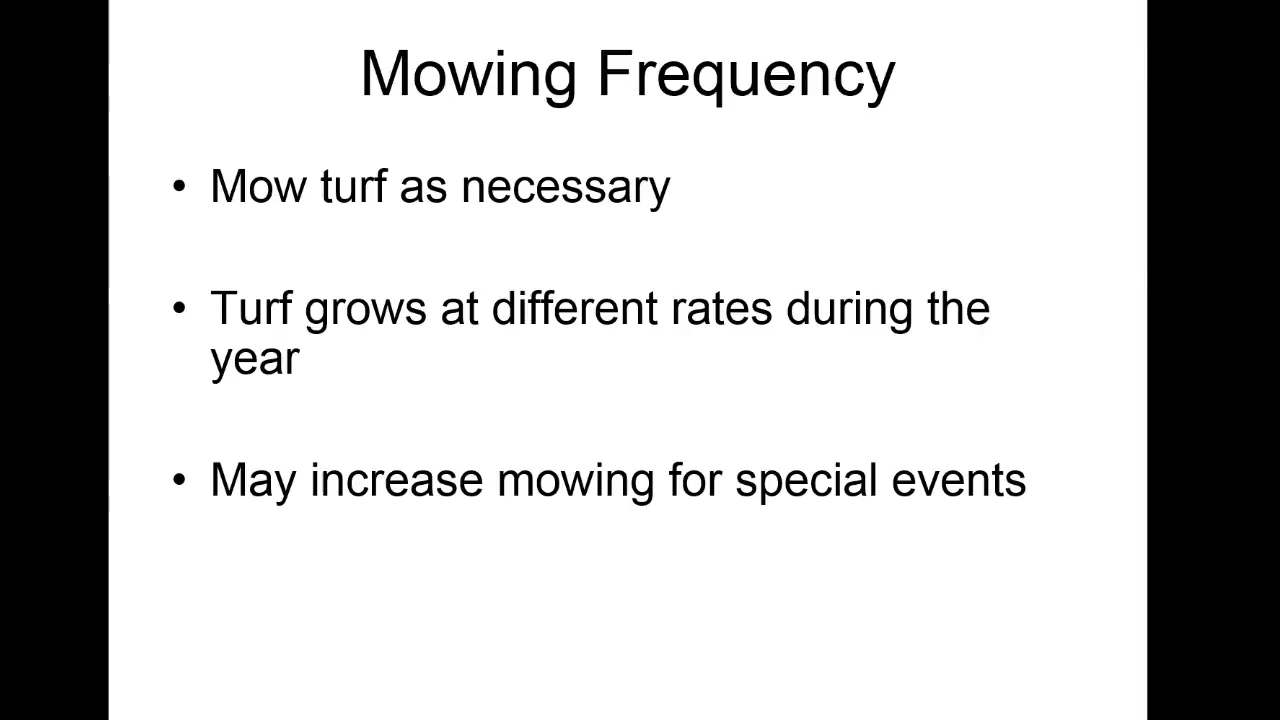 Mowing Frequency
• Mow turf as necessary
• Turf grows at different rates during the
year
• May increase mowing for special events